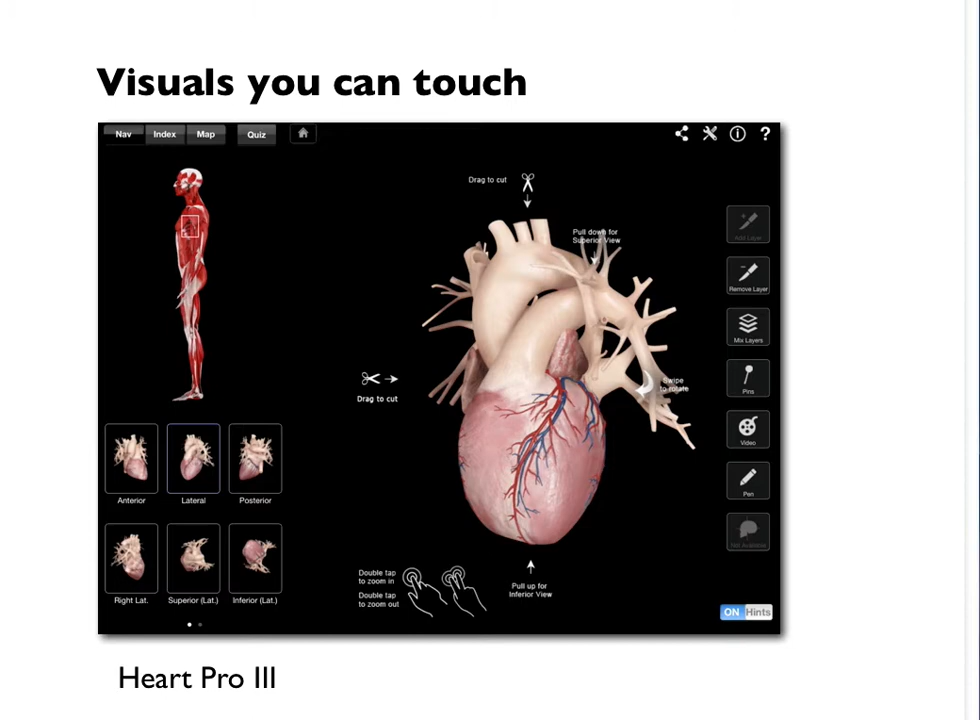 Visuals you can touch
Nav
Index
Map
Quiz
Drag to cut
Pull down for
Superior View
Add Layer
Remove Layer
Mix Layers
Drag to cut
Swipe
to rotate
Pins
Video
Anterior
Lateral
Posterior
Pen
Not Available
Double tap
to zoom in
Double tap
to zoom out
Pull up for
Inferior View
Right Lat.
Superior (Lat.)
Inferior (Lat.)
ON Hints
Heart Pro III